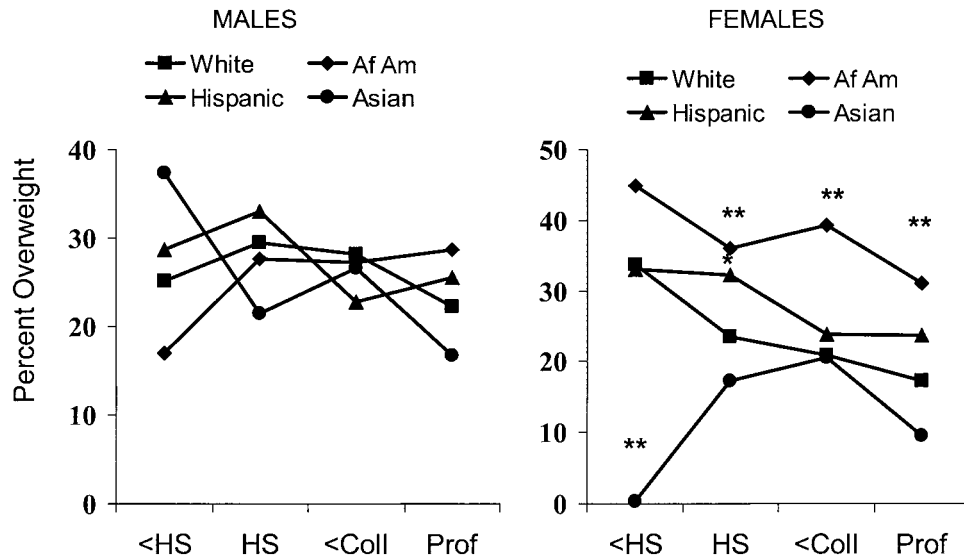 MALES
White
Af Am
Hispanic
Asian
Percent Overweight
40
30
20
10
0
<HS
HS
<Coll
Prof
FEMALES
White
Af Am
Hispanic
Asian
50
40
30
20
10
0
**
**
*
**
**
<HS
HS
<Coll
Prof